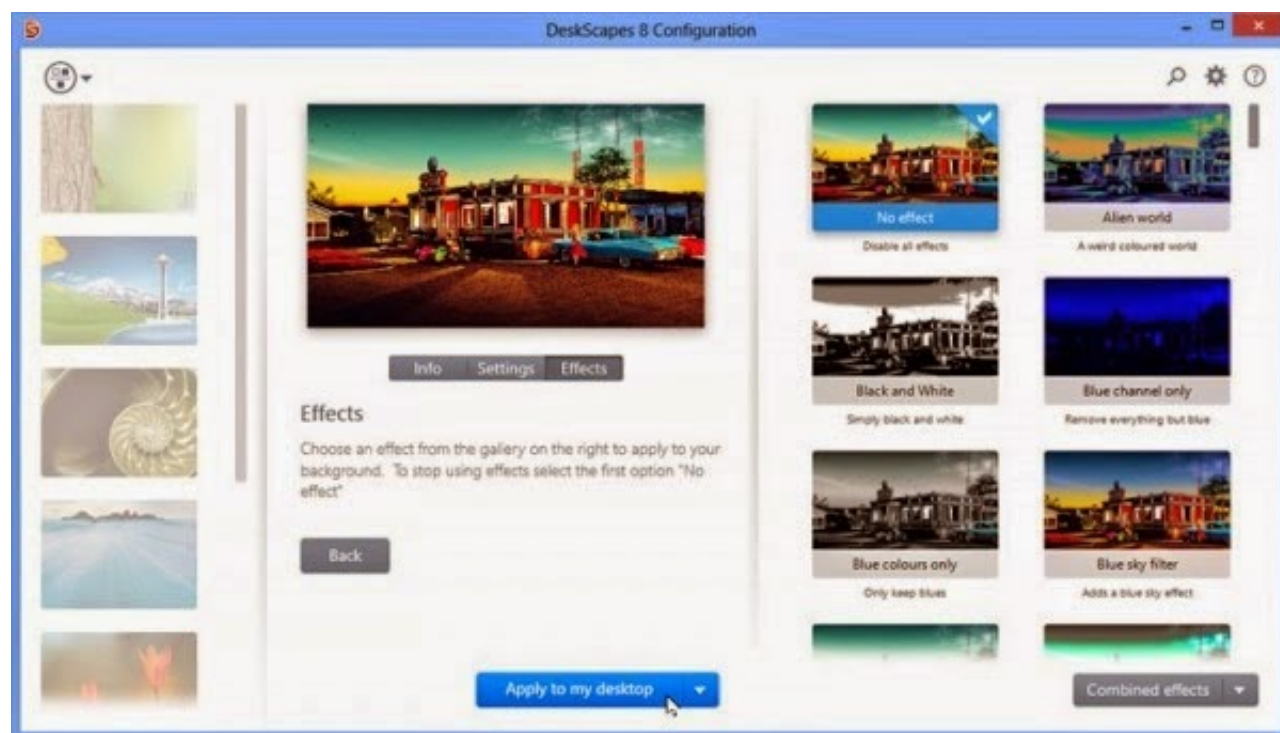 DeskScapes 8 Configuration
Info Settings Effects
Effects
Choose an effect from the gallery on the right to apply to your
background. To stop using effects select the first option "No
effect"
Back
Apply to my desktop
No effect
Disable all effects
Alien world
A weird coloured world
Black and White
Simply black and white
Blue channel only
Remove everything but blue
Blue colours only
Only keep blues
Blue sky filter
Adds a blue sky effect
Combined effects